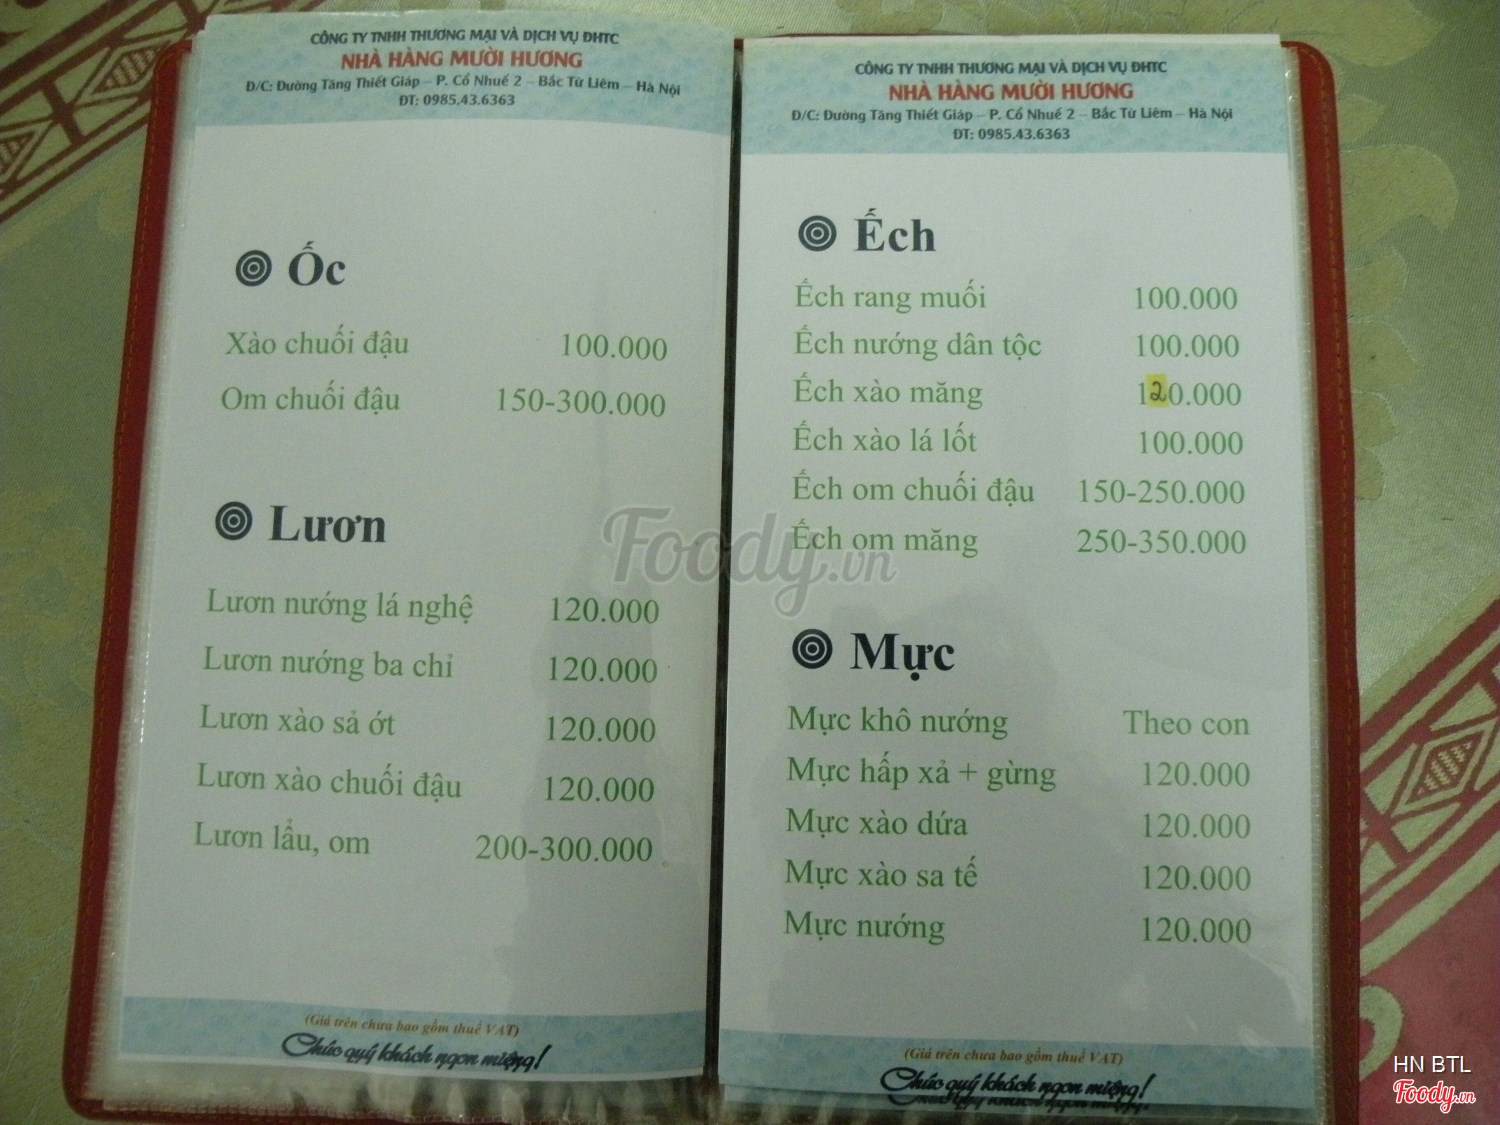 CÔNG TY TNHH THƯƠNG MẠI VÀ DỊCH VỤ ĐHTC
NHÀ HÀNG MƯỜI HƯƠNG
Đ/C: Đường Tăng Thiết Giáp – P. Cổ Nhuế 2 – Bắc Từ Liêm – Hà Nội
ĐT: 0985.43.6363
Ốc
Xào chuối đậu 100.000
Om chuối đậu 150-300.000
Lươn
Lươn nướng lá nghệ 120.000
Lươn nướng ba chỉ 120.000
Lươn xào sả ớt 120.000
Lươn xào chuối đậu 120.000
Lươn lẩu, om 200-300.000
(Giá trên chưa bao gồm thuế VAT)
Chúc quý khách ngon miệng!
CÔNG TY TNHH THƯƠNG MẠI VÀ DỊCH VỤ ĐHTC
NHÀ HÀNG MƯỜI HƯƠNG
Đ/C: Đường Tăng Thiết Giáp – P. Cổ Nhuế 2 – Bắc Từ Liêm – Hà Nội
ĐT: 0985.43.6363
Ếch
Ếch rang muối 100.000
Ếch nướng dân tộc 100.000
Ếch xào măng 120.000
Ếch xào lá lốt 100.000
Ếch om chuối đậu 150-250.000
Ếch om măng 250-350.000
Mực
Mực khô nướng Theo con
Mực hấp xả + gừng 120.000
Mực xào dứa 120.000
Mực xào sa tế 120.000
Mực nướng 120.000
(Giá trên chưa bao gồm thuế VAT)
Chúc quý khách ngon miệng!
Foody.vn
HN BTL
Foody.vn